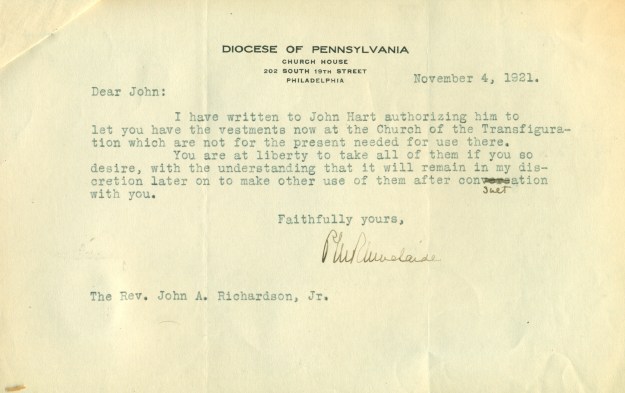 DIOCESE OF PENNSYLVANIA
CHURCH HOUSE
202 SOUTH 19TH STREET
PHILADELPHIA
November 4, 1921.
Dear John:
I have written to John Hart authorizing him to
let you have the vestments now at the Church of the Transfigura-
tion which are not for the present needed for use there.
You are at liberty to take all of them if you so
desire, with the understanding that it will remain in my dis-
cretion later on to make other use of them after conversation
sult
with you.
Faithfully yours,
The Rev. John A. Richardson, Jr.